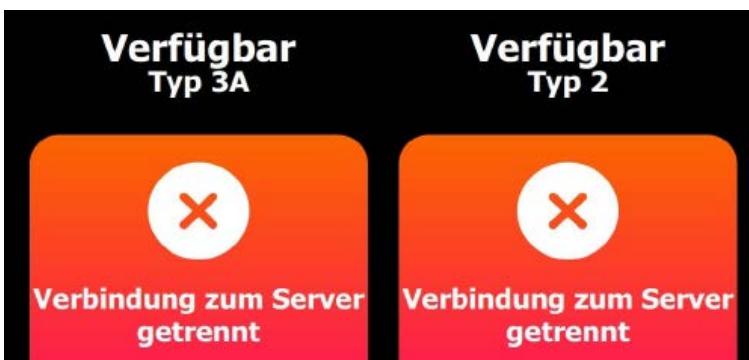 Verfügbar
Typ 3A
Verbindung zum Server
getrennt
Verfügbar
Typ 2
Verbindung zum Server
getrennt